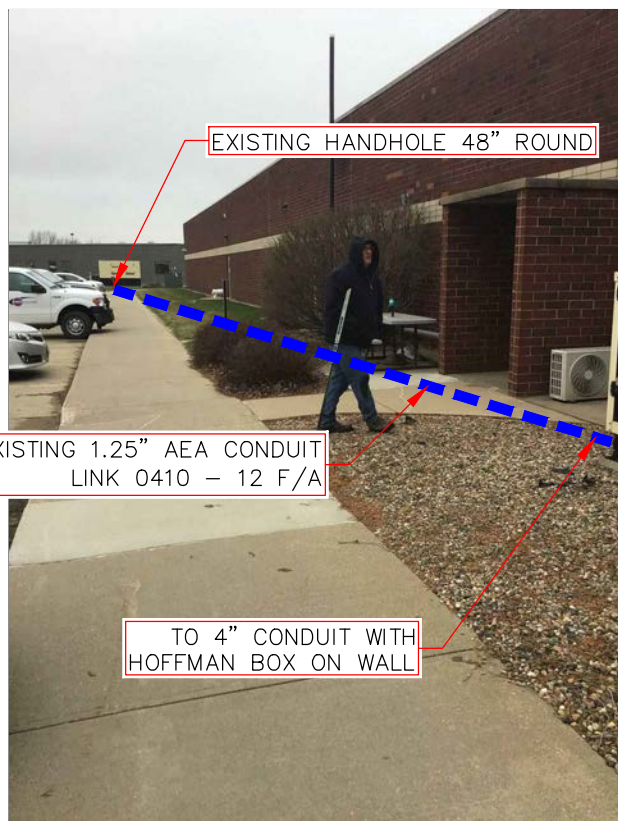 EXISTING HANDHOLE 48” ROUND
XISTING 1.25” AEA CONDUIT
LINK 0410 – 12 F/A
TO 4” CONDUIT WITH
HOFFMAN BOX ON WALL